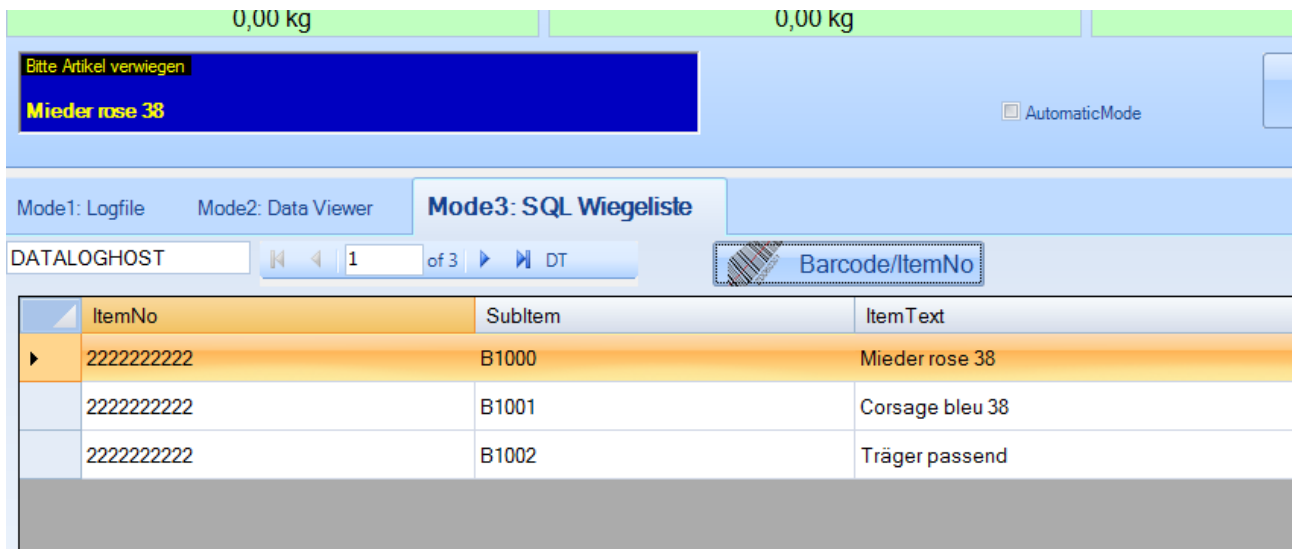 0,00 kg 0,00 kg
Bitte Artikel verwiegen
Mieder rose 38
AutomaticMode
Mode1: Logfile Mode2: Data Viewer Mode3: SQL Wiegeliste
DATALOGHOST 1 of 3 DT Barcode/ItemNo
ItemNo SubItem ItemText
2222222222 B1000 Mieder rose 38
2222222222 B1001 Corsage bleu 38
2222222222 B1002 Träger passend